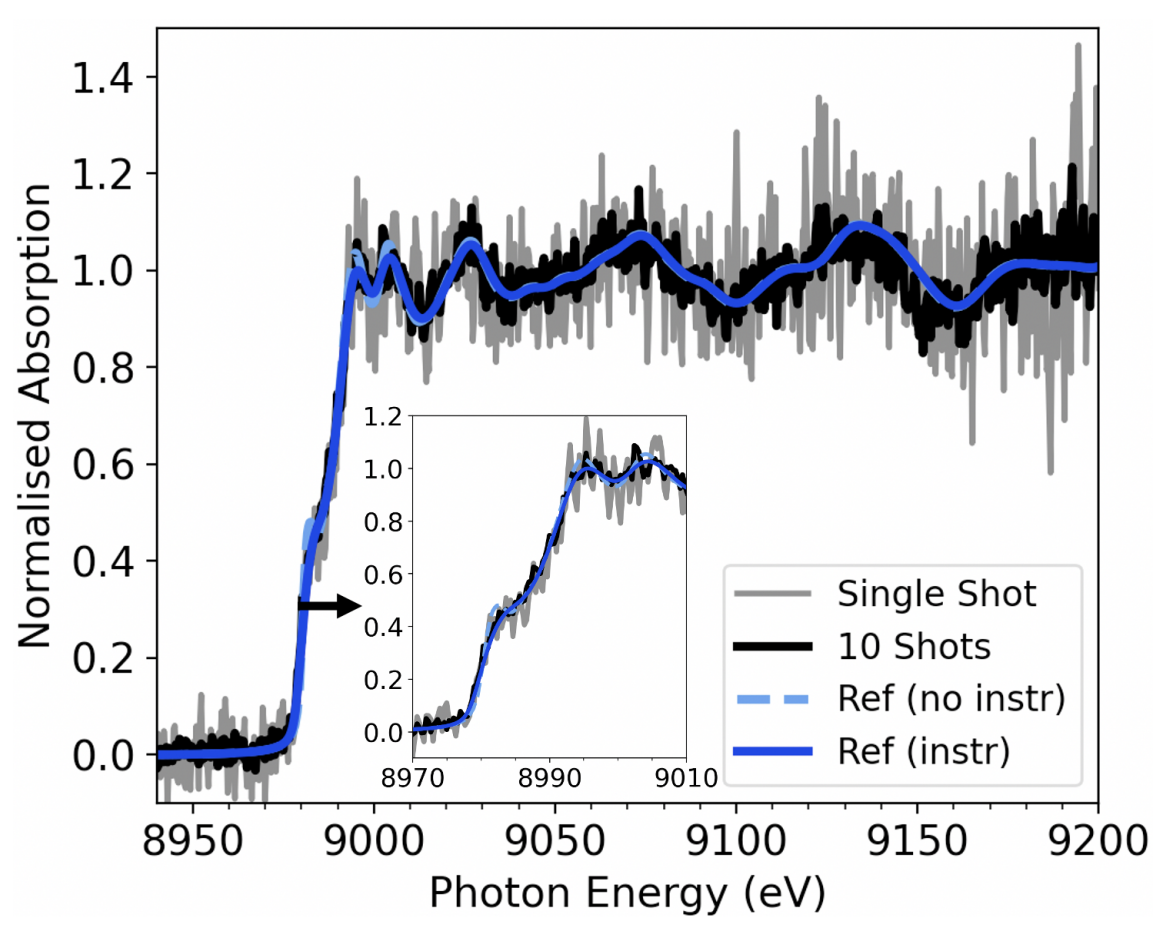 Normalised Absorption
1.4
1.2
1.0
0.8
0.6
0.4
0.2
0.0
8950 9000 9050 9100 9150 9200
Photon Energy (eV)
1.2
1.0
0.8
0.6
0.4
0.2
0.0
8970 8990 9010
Single Shot
10 Shots
Ref (no instr)
Ref (instr)